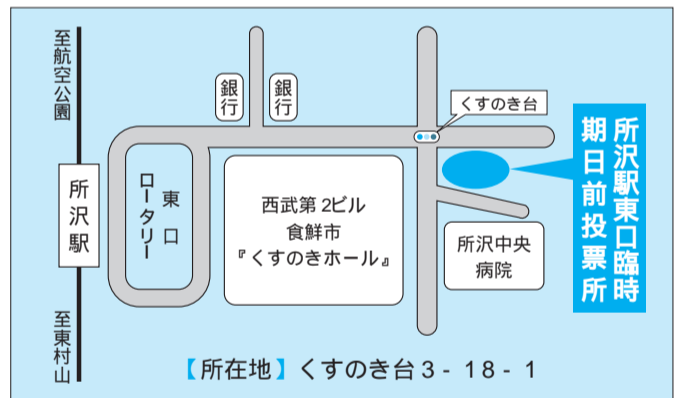 至航空公園
所沢駅
至東村山
東口
ロータリー
銀行
銀行
くすのき台
西武第2ビル
食鮮市
『くすのきホール』
所沢中央
病院
所沢駅東口臨時
期日前投票所
【所在地】くすのき台3-18-1